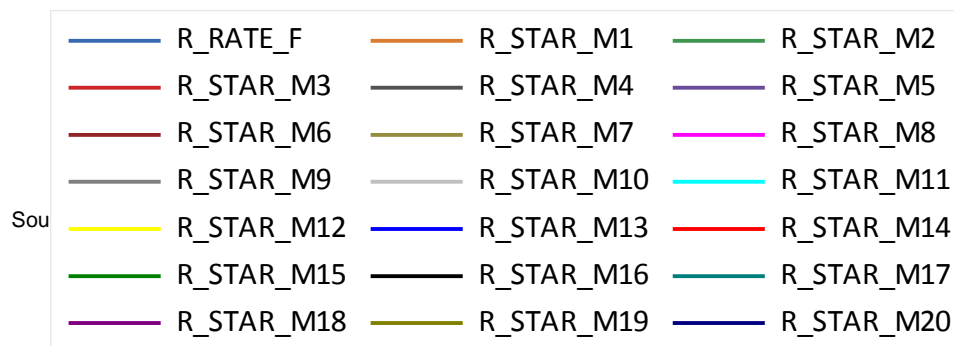 R_RATE_F R_STAR_M1 R_STAR_M2
R_STAR_M3 R_STAR_M4 R_STAR_M5
R_STAR_M6 R_STAR_M7 R_STAR_M8
R_STAR_M9 R_STAR_M10 R_STAR_M11
Sou
R_STAR_M12 R_STAR_M13 R_STAR_M14
R_STAR_M15 R_STAR_M16 R_STAR_M17
R_STAR_M18 R_STAR_M19 R_STAR_M20